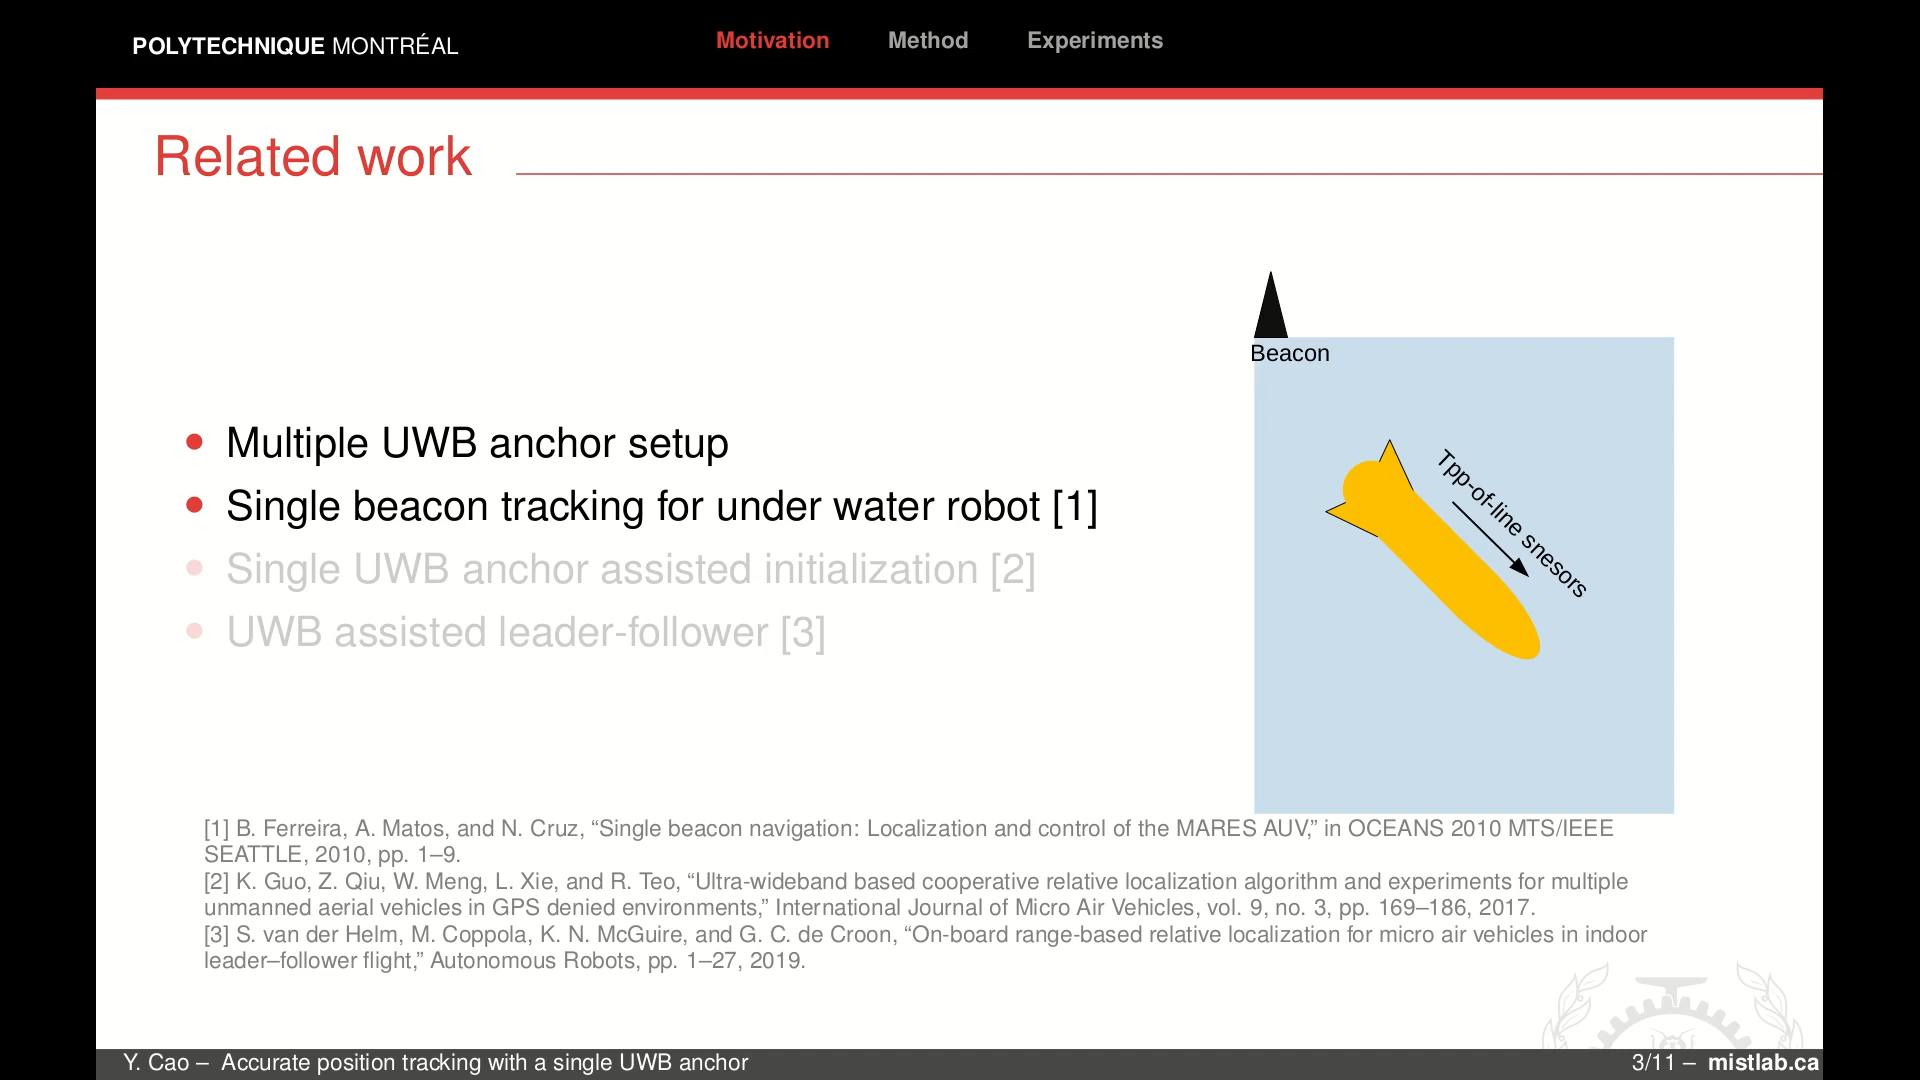 POLYTECHNIQUE MONTRÉAL
Motivation Method Experiments
Related work
Beacon
Tpp-of-line snesors
• Multiple UWB anchor setup
• Single beacon tracking for under water robot [1]
• Single UWB anchor assisted initialization [2]
• UWB assisted leader-follower [3]
[1] B. Ferreira, A. Matos, and N. Cruz, “Single beacon navigation: Localization and control of the MARES AUV,” in OCEANS 2010 MTS/IEEE
SEATTLE, 2010, pp. 1–9.
[2] K. Guo, Z. Qiu, W. Meng, L. Xie, and R. Teo, “Ultra-wideband based cooperative relative localization algorithm and experiments for multiple
unmanned aerial vehicles in GPS denied environments,” International Journal of Micro Air Vehicles, vol. 9, no. 3, pp. 169–186, 2017.
[3] S. van der Helm, M. Coppola, K. N. McGuire, and G. C. de Croon, “On-board range-based relative localization for micro air vehicles in indoor
leader–follower flight,” Autonomous Robots, pp. 1–27, 2019.
Y. Cao – Accurate position tracking with a single UWB anchor
3/11 – mistlab.ca